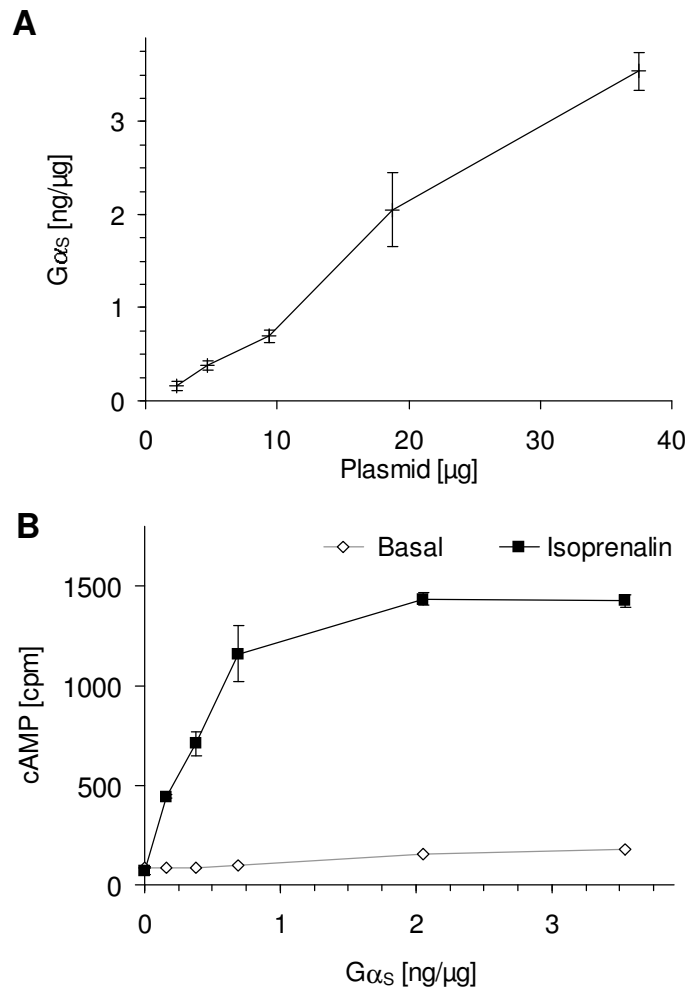 A
3
2
1
0
Gαs [ng/µg]
0 10 20 30 40
Plasmid [µg]
B
Basal Isoprenalin
1500
1000
500
0
cAMP [cpm]
0 1 2 3
Gαs [ng/µg]